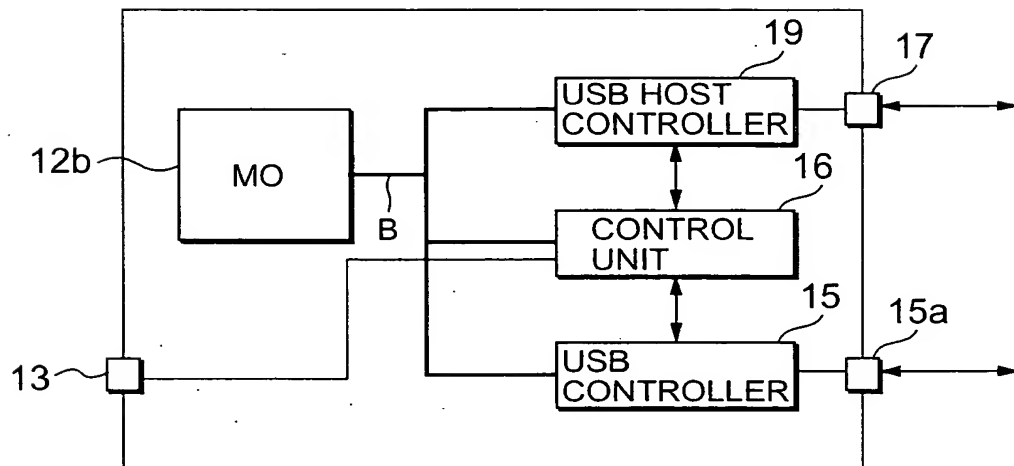 19
17
USB HOST
CONTROLLER
12b
MO
16
B
CONTROL
UNIT
15
15a
13
USB
CONTROLLER